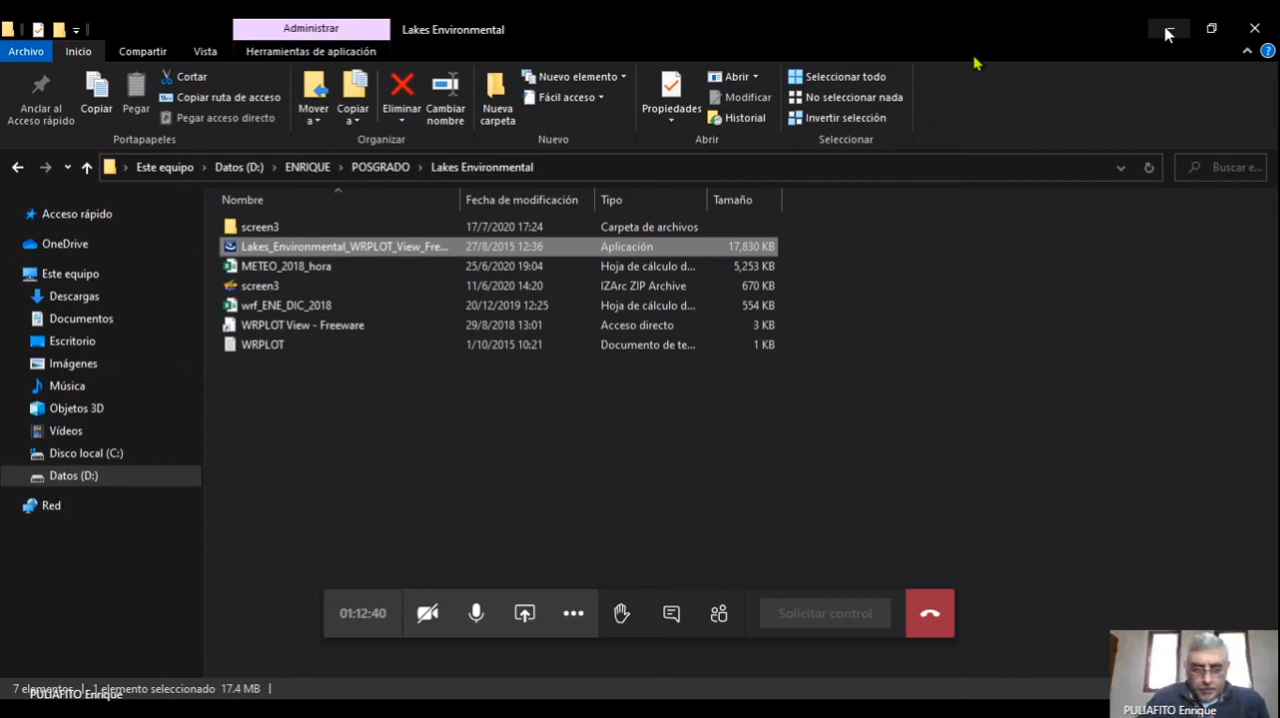 Administrar
Lakes Environmental
Archivo
Inicio
Compartir
Vista
Herramientas de aplicación
Anclar al
Acceso rápido
Copiar
Pegar
Cortar
Copiar ruta de acceso
Pegar acceso directo
Portapapeles
Mover
a
Copiar
a
Eliminar
Cambiar
nombre
Organizar
Nueva
carpeta
Nuevo elemento
Fácil acceso
Nuevo
Propiedades
Abrir
Modificar
Historial
Abrir
Seleccionar todo
No seleccionar nada
Invertir selección
Seleccionar
Este equipo › Datos (D:) › ENRIQUE › POSGRADO › Lakes Environmental
Buscar e...
Acceso rápido
OneDrive
Este equipo
Descargas
Documentos
Escritorio
Imágenes
Música
Objetos 3D
Vídeos
Disco local (C:)
Datos (D:)
Red
Nombre Fecha de modificación Tipo Tamaño
screen3 17/7/2020 17:24 Carpeta de archivos
Lakes_Environmental_WRPLOT_View_Fre... 27/8/2015 12:36 Aplicación 17,830 KB
METEO_2018_hora 25/6/2020 19:04 Hoja de cálculo d... 5,253 KB
screen3 11/6/2020 14:20 IZArc ZIP Archive 670 KB
wrf_ENE_DIC_2018 20/12/2019 12:25 Hoja de cálculo d... 554 KB
WRPLOT View - Freeware 29/8/2018 13:01 Acceso directo 3 KB
WRPLOT 1/10/2015 10:21 Documento de te... 1 KB
01:12:40
Solicitar control
7 elementos 1 elemento seleccionado 17.4 MB
PULIAFITO Enrique
PULIAFITO Enrique